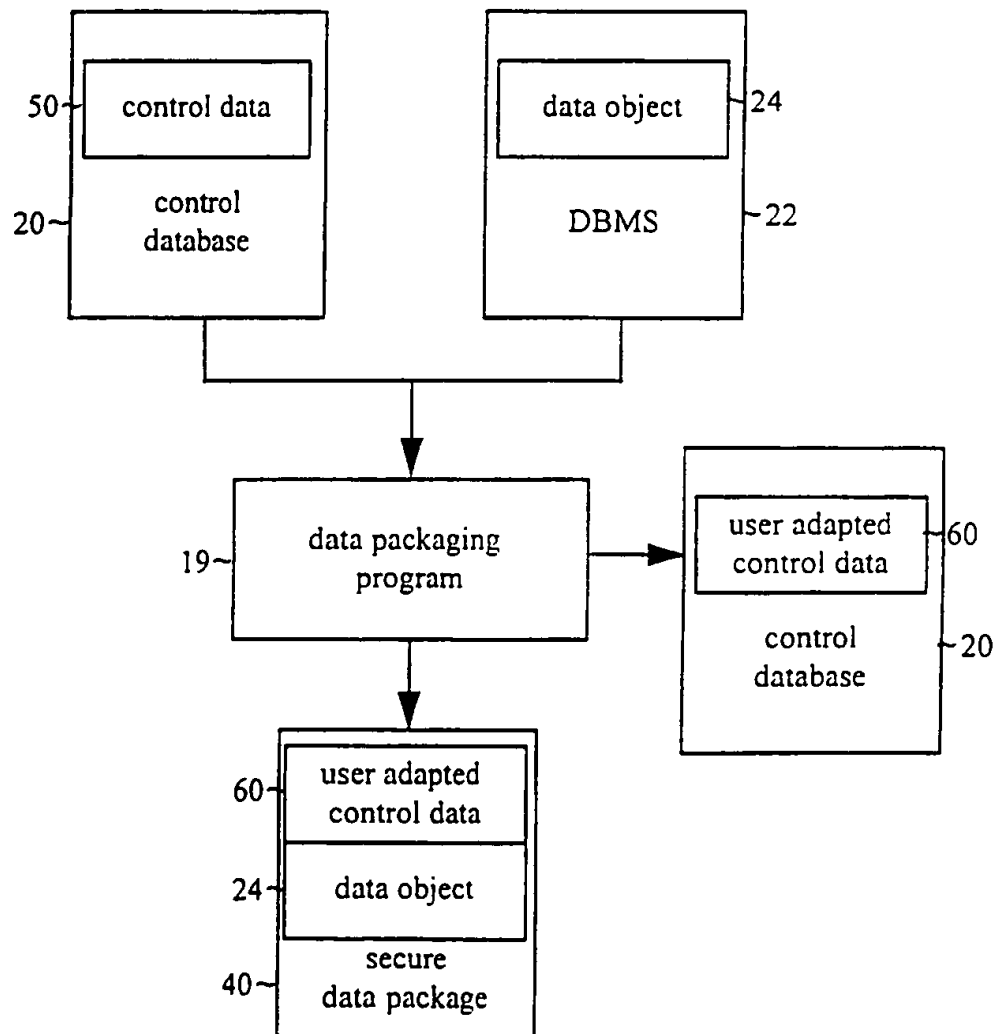 50 control data
data object 24
20 control
database
DBMS 22
19 data packaging
program
user adapted 60
control data
control 20
database
60 user adapted
control data
24 data object
secure
40 data package